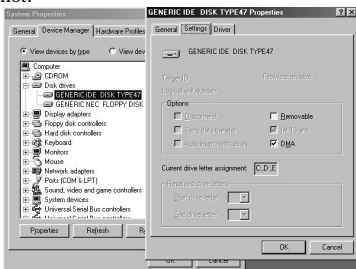 System Properties
General Device Manager Hardware Profiles
View devices by type
View dev
Computer
CDROM
Disk drives
GENERIC IDE DISK TYPE47
GENERIC NEC FLOPPY DISK
Display adapters
Floppy disk controllers
Hard disk controllers
Keyboard
Monitors
Mouse
Network adapters
Ports (COM & LPT)
Sound, video and game controllers
System devices
Universal Serial Bus controllers
Properties Refresh
GENERIC IDE DISK TYPE47 Properties
General Settings Driver
GENERIC IDE DISK TYPE47
Target ID:
Firmware revision:
Logical unit number:
Options
Disconnect
Removable
Sync data transfer
Int 13 unit
Auto insert notification
DMA
Current drive letter assignment: C:D:E
Reserved drive letters
Start drive letter:
End drive letter:
OK Cancel
OK Cancel